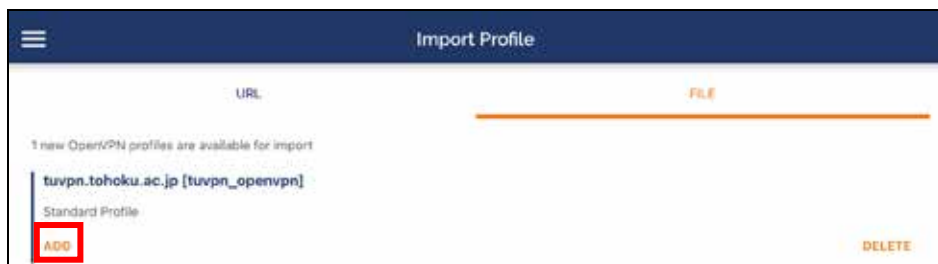 Import Profile
URL
FILE
1 new OpenVPN profiles are available for import
tuvpn.tohoku.ac.jp [tuvpn_openvpn]
Standard Profile
ADD
DELETE